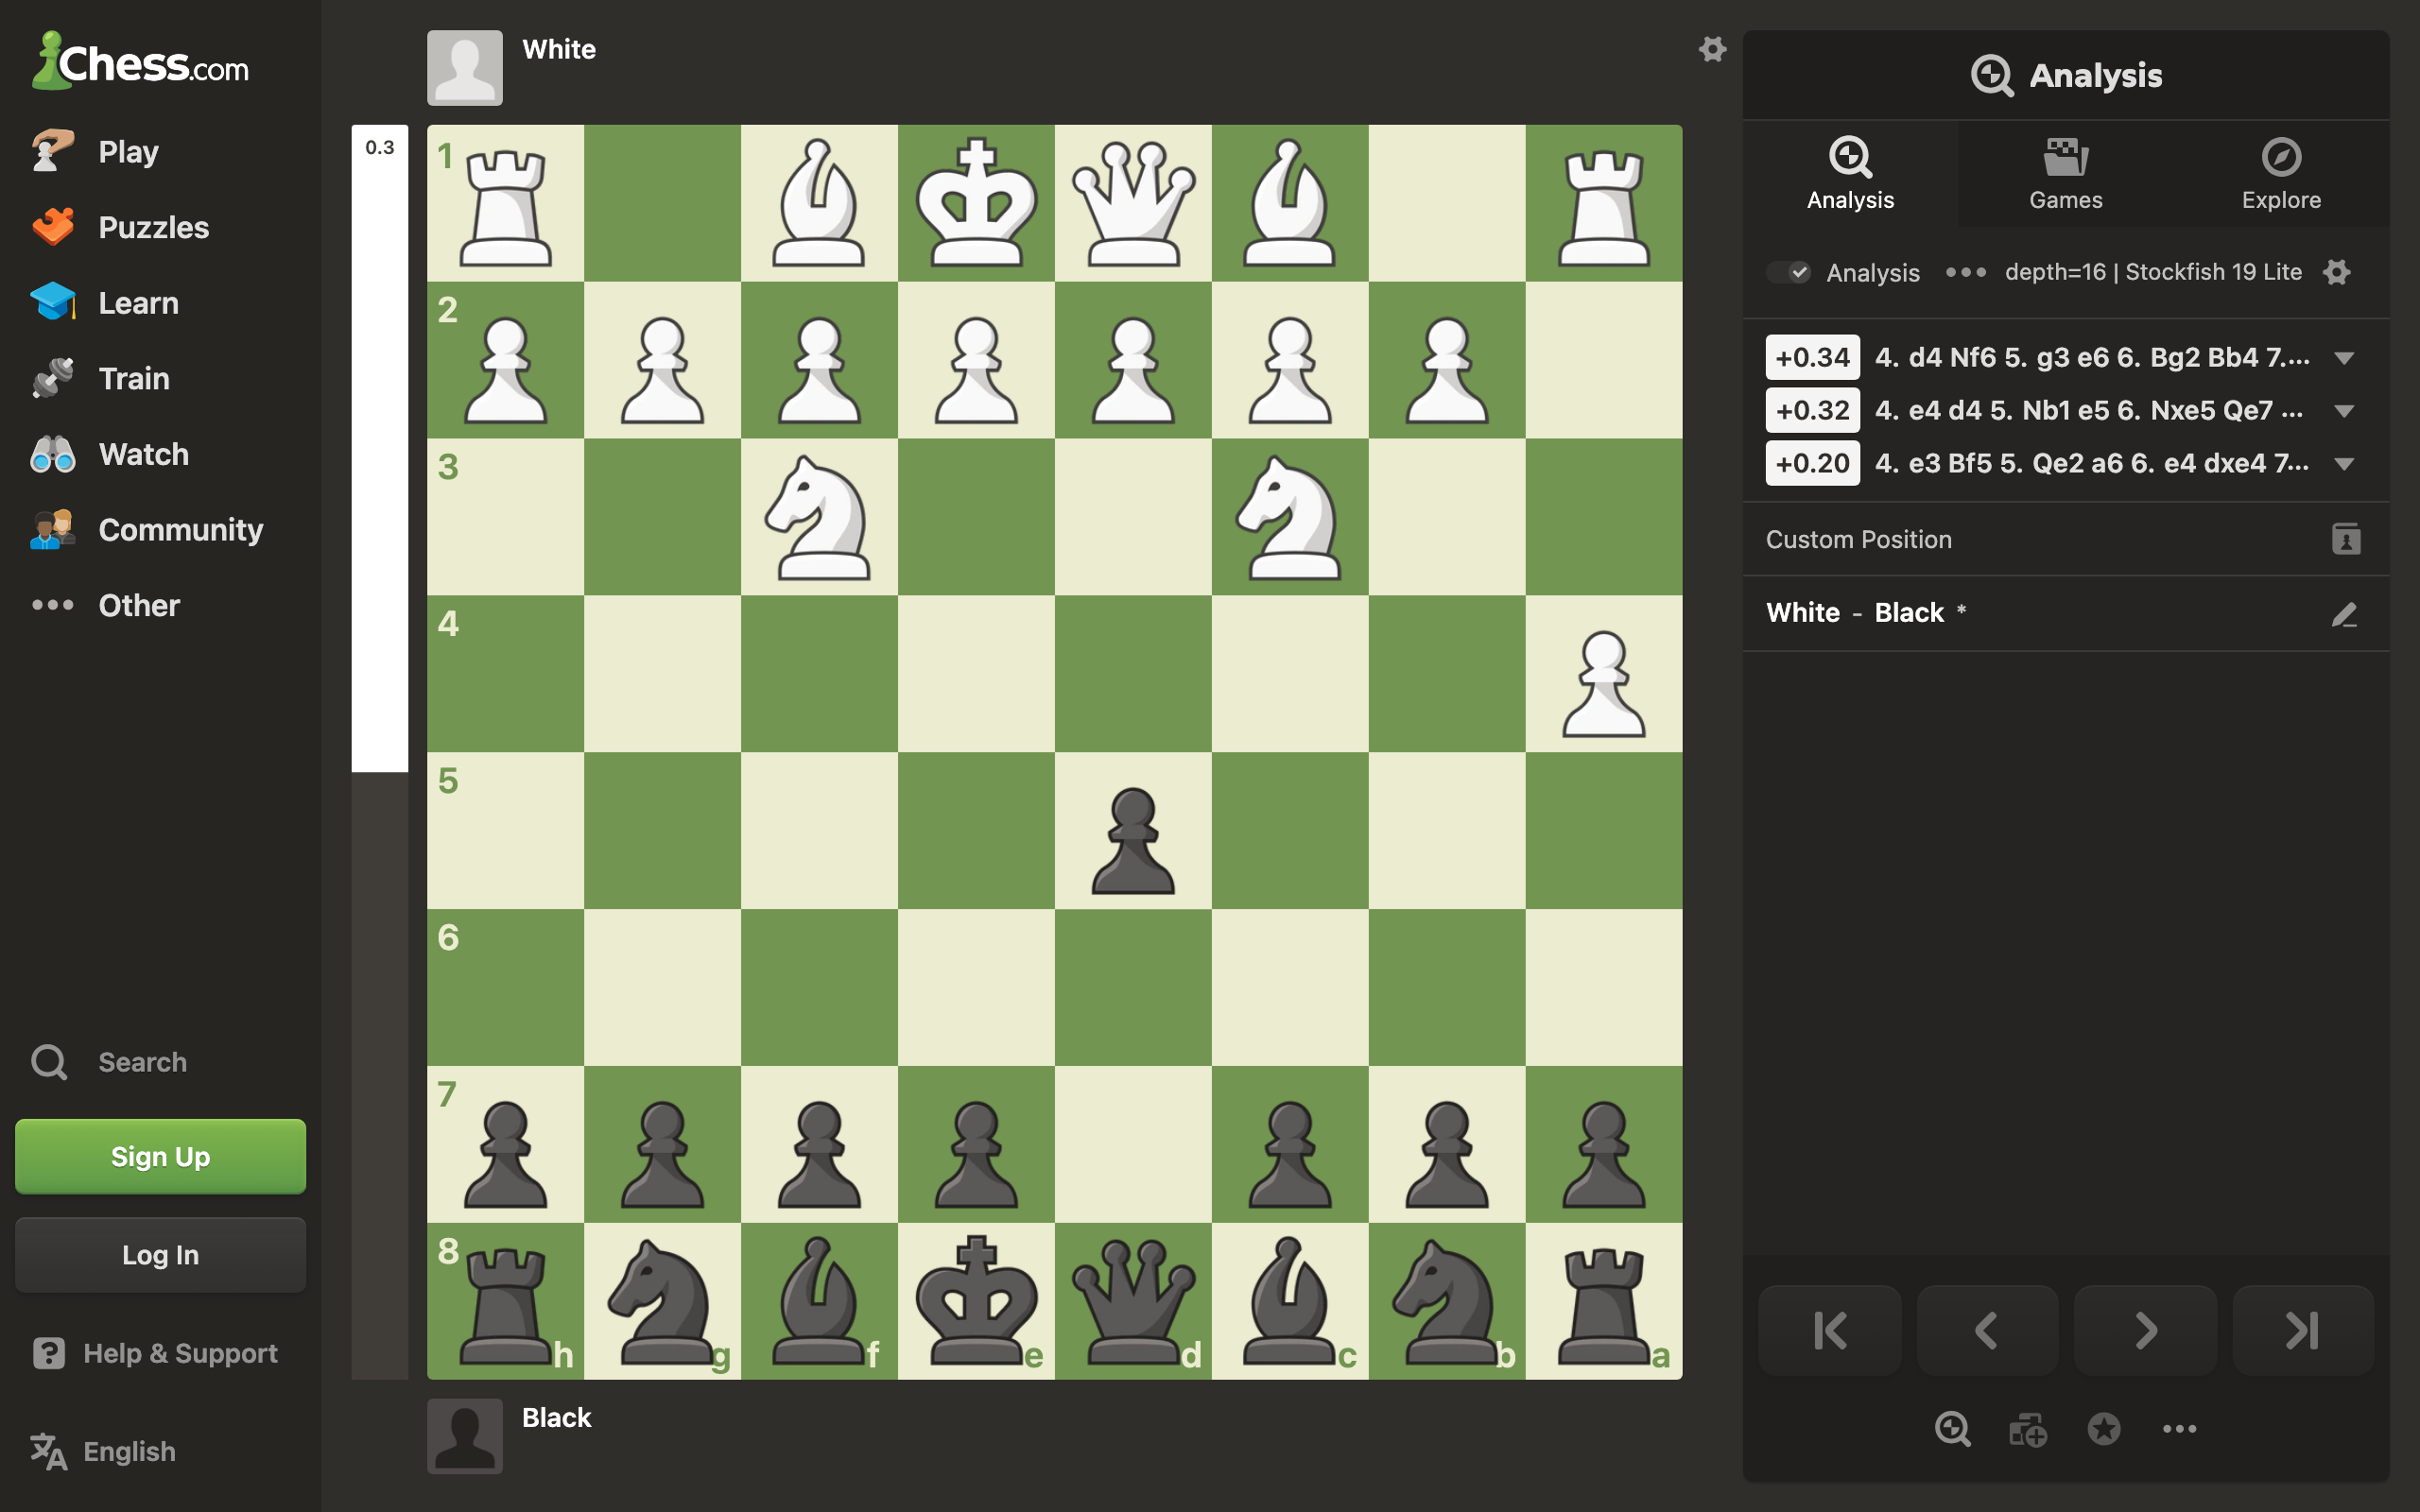 Chess.com
Play
Puzzles
Learn
Train
Watch
Community
Other
Search
Sign Up
Log In
Help & Support
English
White
0.3
1
2
3
4
5
6
7
8
h g f e d c b a
Black
Analysis
Analysis Games Explore
Analysis depth=16 | Stockfish 19 Lite
+0.34 4. d4 Nf6 5. g3 e6 6. Bg2 Bb4 7....
+0.32 4. e4 d4 5. Nb1 e5 6. Nxe5 Qe7 ...
+0.20 4. e3 Bf5 5. Qe2 a6 6. e4 dxe4 7...
Custom Position
White - Black *